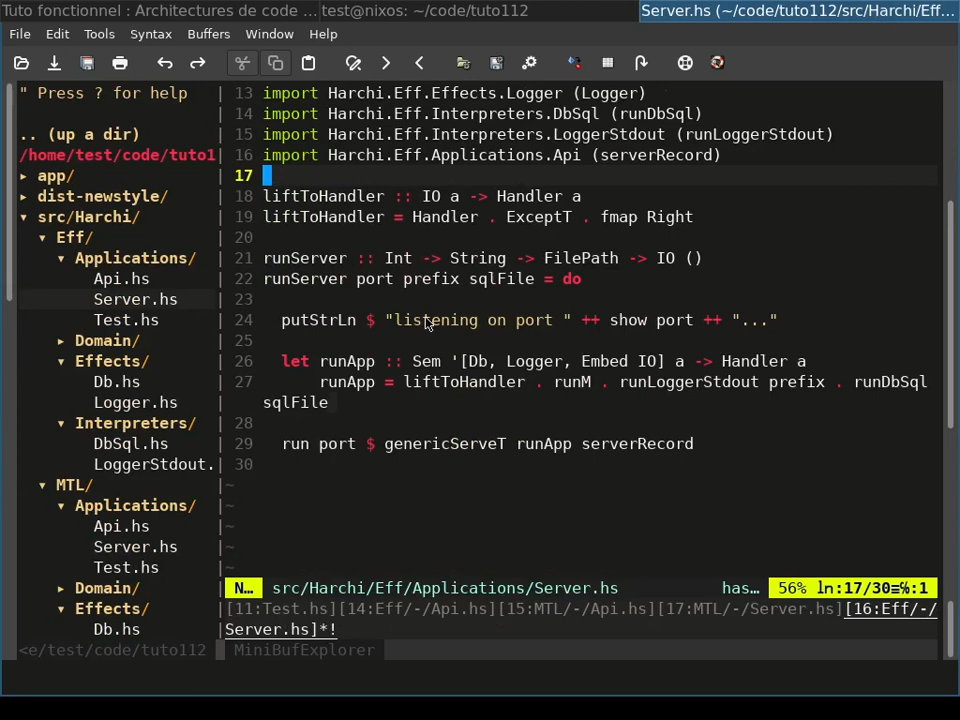 Tuto fonctionnel : Architectures de code ... test@nixos: ~/code/tuto112 Server.hs (~/code/tuto112/src/Harchi/Eff...
File Edit Tools Syntax Buffers Window Help
" Press ? for help
.. (up a dir)
/home/test/code/tuto1
▸ app/
▸ dist-newstyle/
▾ src/Harchi/
▾ Eff/
▾ Applications/
Api.hs
Server.hs
Test.hs
▸ Domain/
▾ Effects/
Db.hs
Logger.hs
▾ Interpreters/
DbSql.hs
LoggerStdout.
▾ MTL/
▾ Applications/
Api.hs
Server.hs
Test.hs
▸ Domain/
▾ Effects/
Db.hs
<e/test/code/tuto112
13 import Harchi.Eff.Effects.Logger (Logger)
14 import Harchi.Eff.Interpreters.DbSql (runDbSql)
15 import Harchi.Eff.Interpreters.LoggerStdout (runLoggerStdout)
16 import Harchi.Eff.Applications.Api (serverRecord)
17
18 liftToHandler :: IO a -> Handler a
19 liftToHandler = Handler . ExceptT . fmap Right
20
21 runServer :: Int -> String -> FilePath -> IO ()
22 runServer port prefix sqlFile = do
23
24 putStrLn $ "listening on port " ++ show port ++ "..."
25
26 let runApp :: Sem '[Db, Logger, Embed IO] a -> Handler a
27 runApp = liftToHandler . runM . runLoggerStdout prefix . runDbSql
sqlFile
28
29 run port $ genericServeT runApp serverRecord
30
~
~
~
~
~
N… src/Harchi/Eff/Applications/Server.hs has… 56% ㏑:17/30≡℅:1
[11:Test.hs][14:Eff/-/Api.hs][15:MTL/-/Api.hs][17:MTL/-/Server.hs][16:Eff/-/
Server.hs]*!
MiniBufExplorer